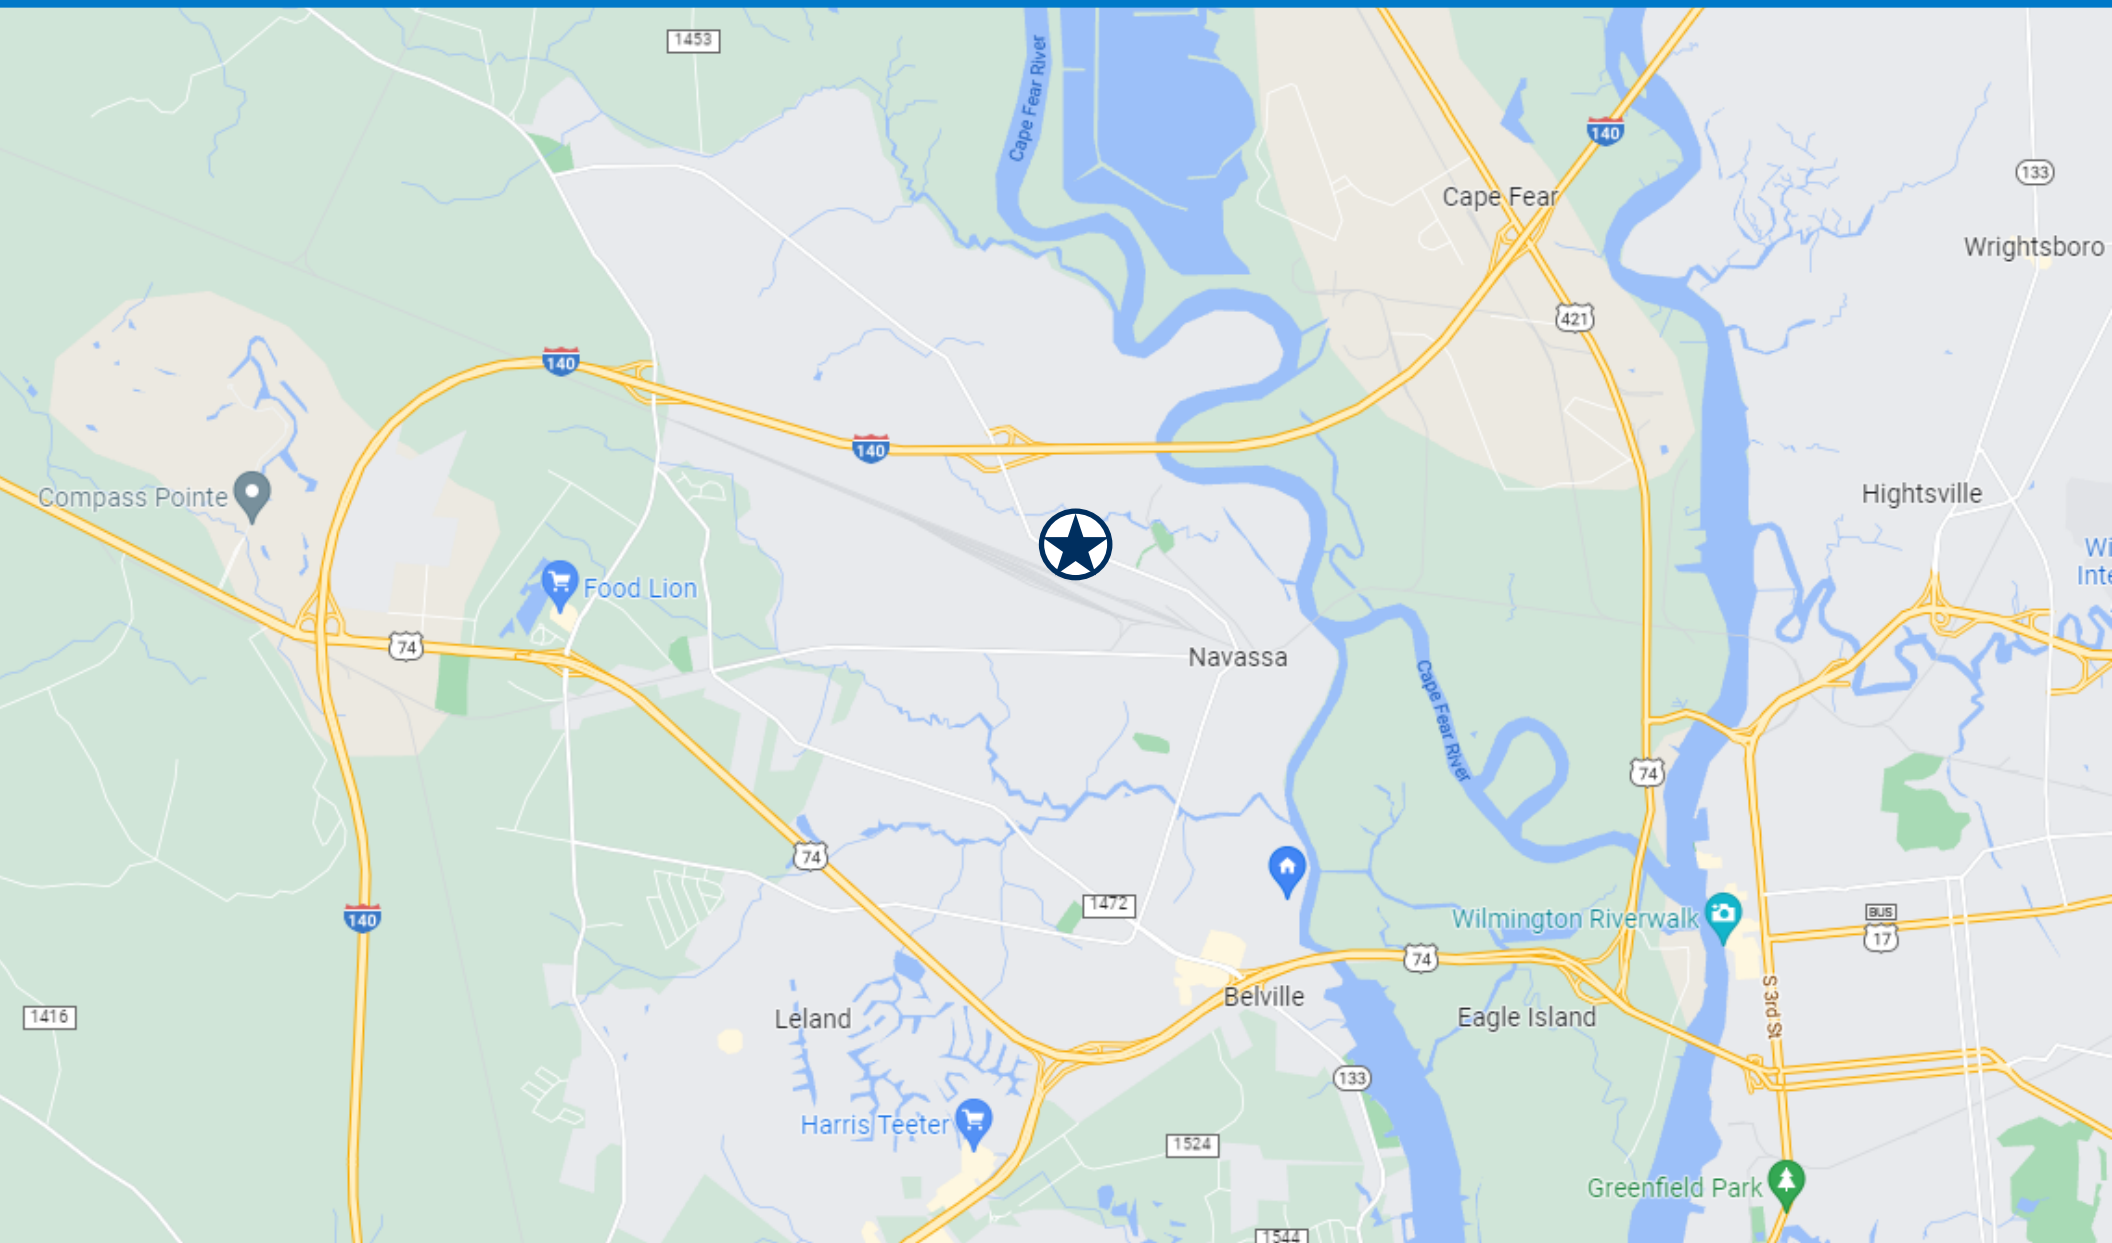 1453
Cape Fear River
140
133
Cape Fear
Wrightsboro
421
140
140
Compass Pointe
Hightsville
Wi
Inte
Food Lion
74
Navassa
Cape Fear River
74
74
1472
140
Wilmington Riverwalk
BUS
17
74
Belville
S 3rd St
1416
Leland
Eagle Island
133
Harris Teeter
1524
Greenfield Park
1544